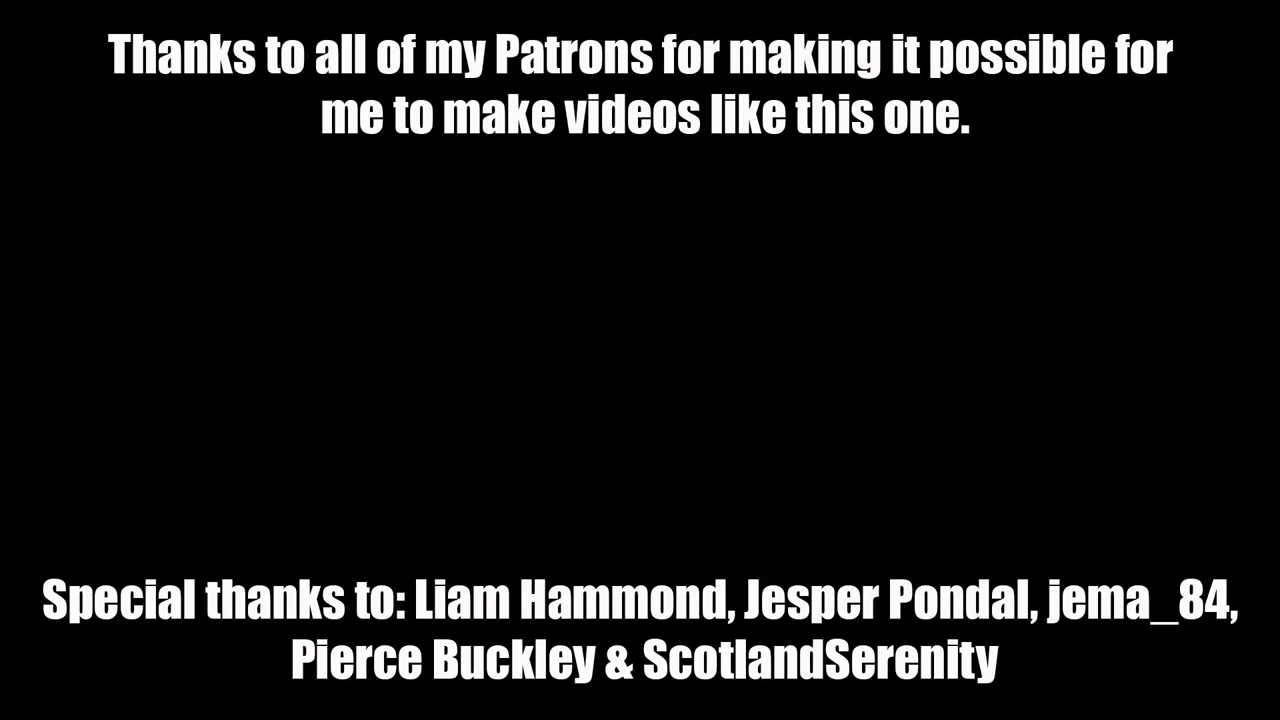 Thanks to all of my Patrons for making it possible for
me to make videos like this one.
Special thanks to: Liam Hammond, Jesper Pondal, jema_84,
Pierce Buckley & ScotlandSerenity